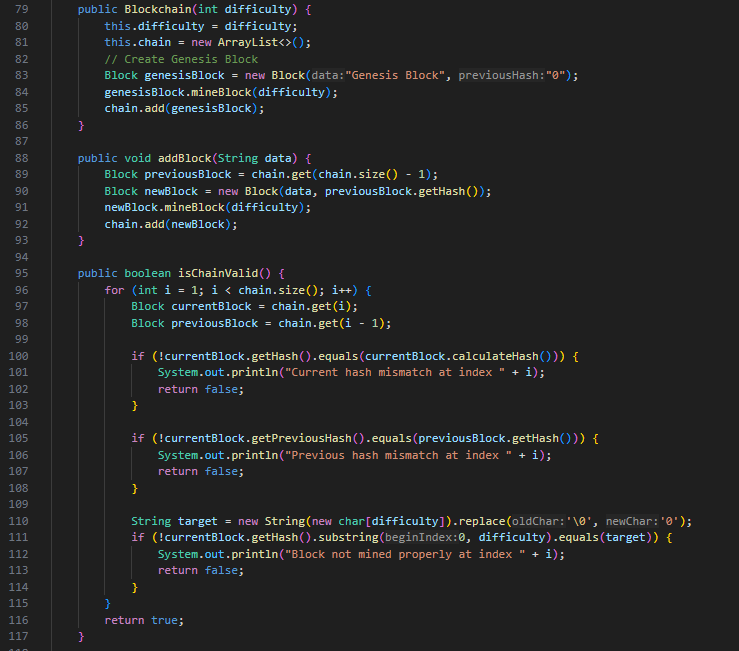 79 public Blockchain(int difficulty) {
80 this.difficulty = difficulty;
81 this.chain = new ArrayList<>();
82 // Create Genesis Block
83 Block genesisBlock = new Block(data:"Genesis Block", previousHash:"0");
84 genesisBlock.mineBlock(difficulty);
85 chain.add(genesisBlock);
86 }
87
88 public void addBlock(String data) {
89 Block previousBlock = chain.get(chain.size() - 1);
90 Block newBlock = new Block(data, previousBlock.getHash());
91 newBlock.mineBlock(difficulty);
92 chain.add(newBlock);
93 }
94
95 public boolean isChainValid() {
96 for (int i = 1; i < chain.size(); i++) {
97 Block currentBlock = chain.get(i);
98 Block previousBlock = chain.get(i - 1);
99
100 if (!currentBlock.getHash().equals(currentBlock.calculateHash())) {
101 System.out.println("Current hash mismatch at index " + i);
102 return false;
103 }
104
105 if (!currentBlock.getPreviousHash().equals(previousBlock.getHash())) {
106 System.out.println("Previous hash mismatch at index " + i);
107 return false;
108 }
109
110 String target = new String(new char[difficulty]).replace(oldChar:'\0', newChar:'0');
111 if (!currentBlock.getHash().substring(beginIndex:0, difficulty).equals(target)) {
112 System.out.println("Block not mined properly at index " + i);
113 return false;
114 }
115 }
116 return true;
117 }